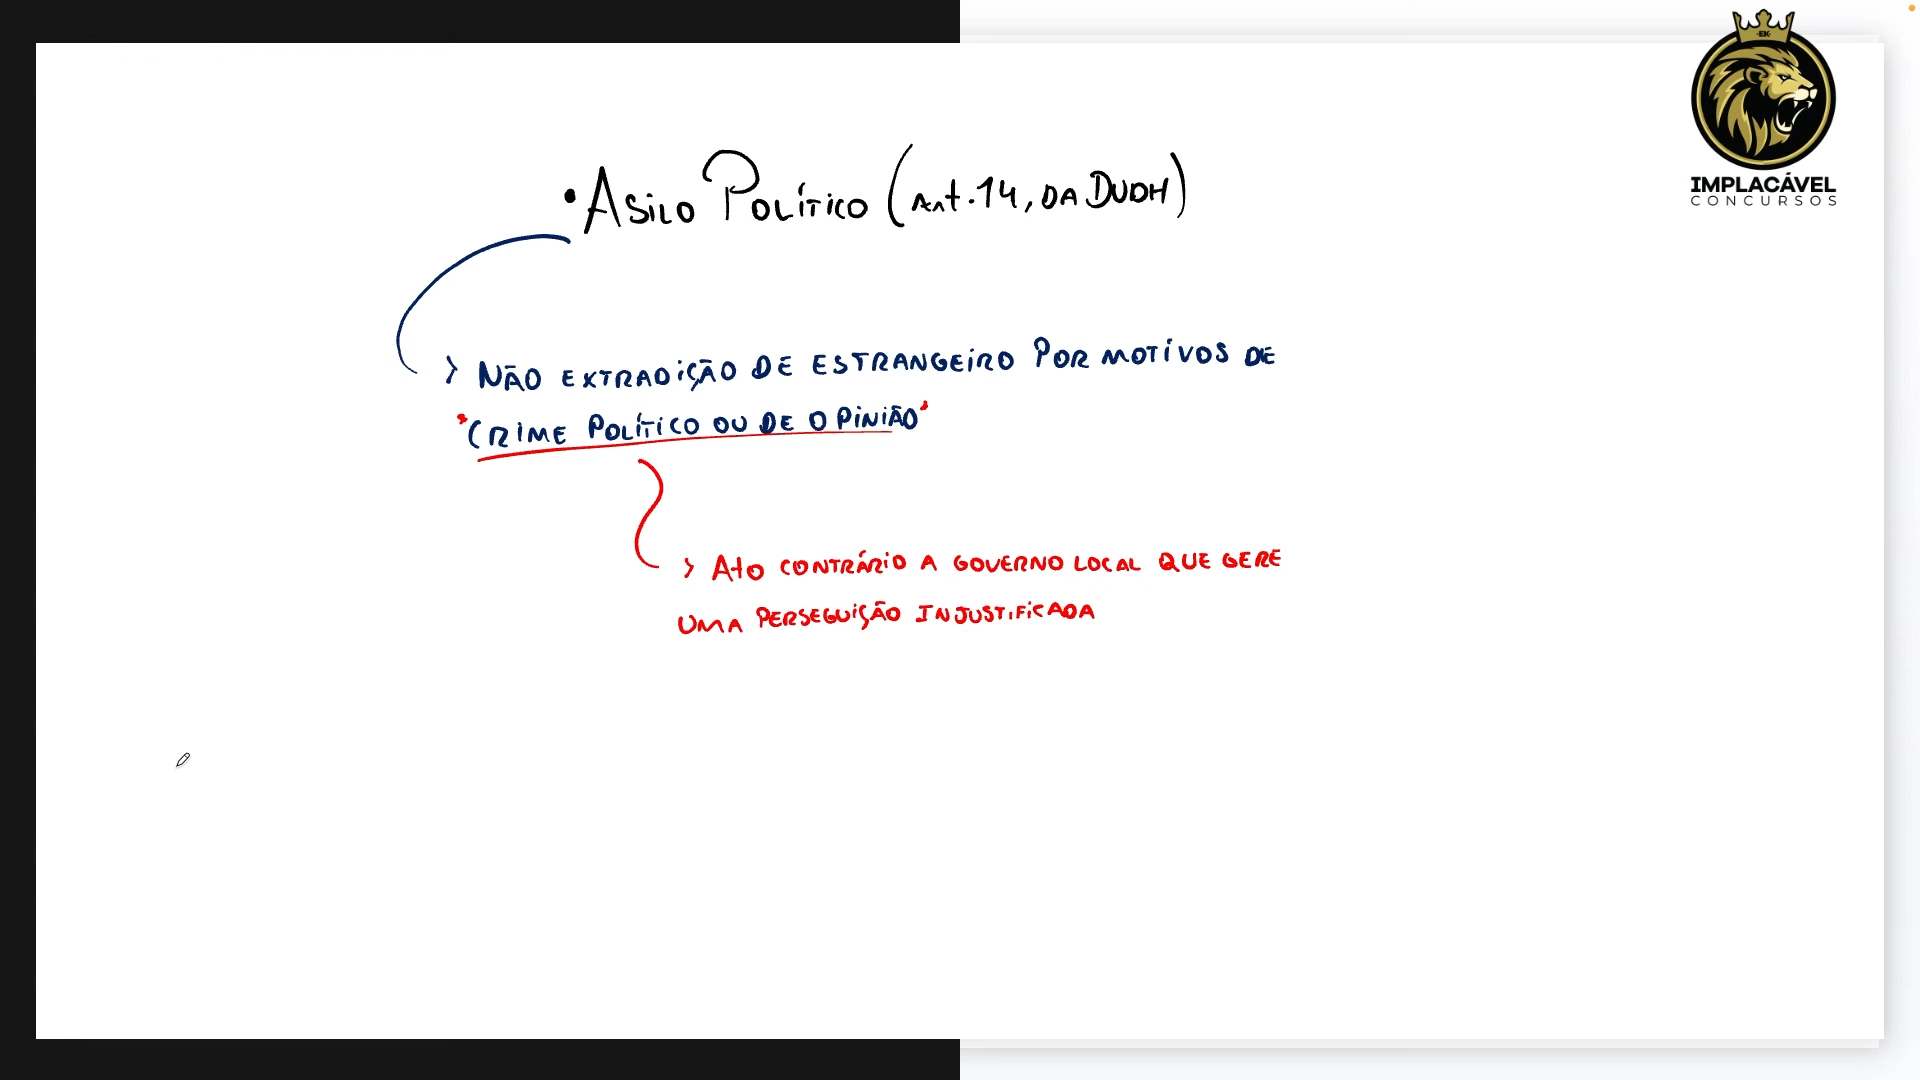 EK
IMPLACÁVEL
CONCURSOS
• Asilo Político (Art. 14, DA DUDH)
> NÃO EXTRADIÇÃO DE ESTRANGEIRO POR MOTIVOS DE
"CRIME POLÍTICO OU DE OPINIÃO"
> Ato CONTRÁRIO A GOVERNO LOCAL QUE GERE
UMA PERSEGUIÇÃO INJUSTIFICADA